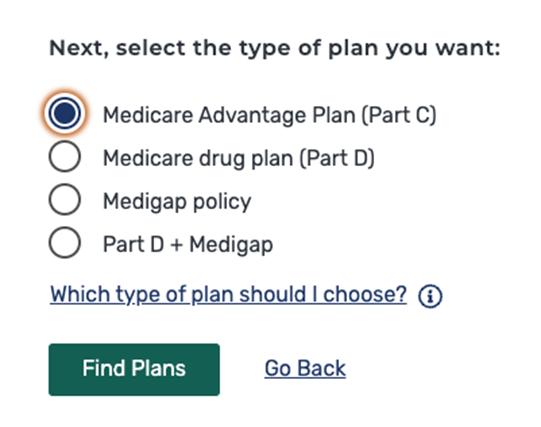 Next, select the type of plan you want:
Medicare Advantage Plan (Part C)
Medicare drug plan (Part D)
Medigap policy
Part D + Medigap
Which type of plan should I choose?
Find Plans
Go Back